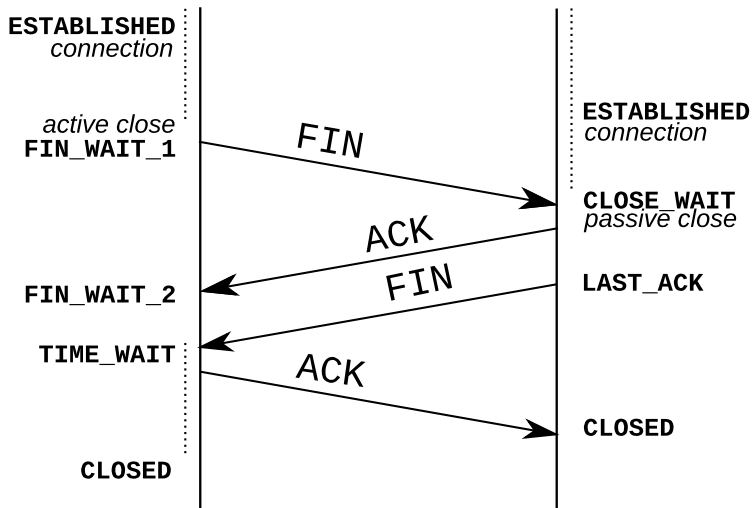 ESTABLISHED
connection
active close
FIN_WAIT_1
FIN
ESTABLISHED
connection
CLOSE_WAIT
passive close
ACK
FIN
LAST_ACK
FIN_WAIT_2
TIME_WAIT
ACK
CLOSED
CLOSED